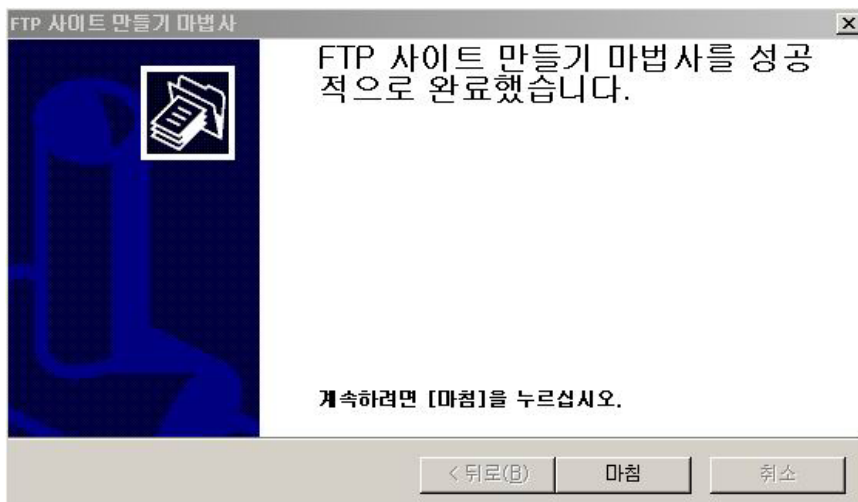 FTP 사이트 만들기 마법사
FTP 사이트 만들기 마법사를 성공
적으로 완료했습니다.
계속하려면 [마침]을 누르십시오.
< 뒤로(B)
마침
취소